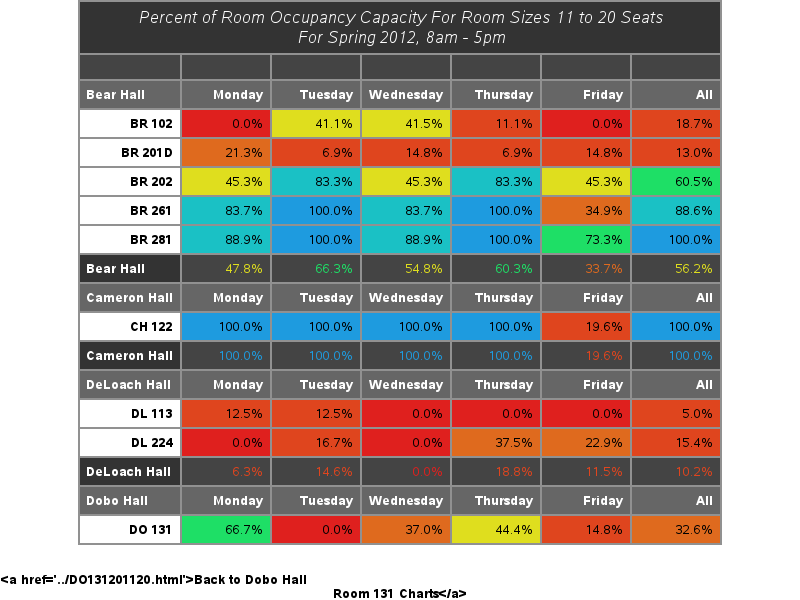 Percent of Room Occupancy Capacity For Room Sizes 11 to 20 Seats
For Spring 2012, 8am - 5pm
Bear Hall Monday Tuesday Wednesday Thursday Friday All
BR 102 0.0% 41.1% 41.5% 11.1% 0.0% 18.7%
BR 201D 21.3% 6.9% 14.8% 6.9% 14.8% 13.0%
BR 202 45.3% 83.3% 45.3% 83.3% 45.3% 60.5%
BR 261 83.7% 100.0% 83.7% 100.0% 34.9% 88.6%
BR 281 88.9% 100.0% 88.9% 100.0% 73.3% 100.0%
Bear Hall 47.8% 66.3% 54.8% 60.3% 33.7% 56.2%
Cameron Hall Monday Tuesday Wednesday Thursday Friday All
CH 122 100.0% 100.0% 100.0% 100.0% 19.6% 100.0%
Cameron Hall 100.0% 100.0% 100.0% 100.0% 19.6% 100.0%
DeLoach Hall Monday Tuesday Wednesday Thursday Friday All
DL 113 12.5% 12.5% 0.0% 0.0% 0.0% 5.0%
DL 224 0.0% 16.7% 0.0% 37.5% 22.9% 15.4%
DeLoach Hall 6.3% 14.6% 0.0% 18.8% 11.5% 10.2%
Dobo Hall Monday Tuesday Wednesday Thursday Friday All
DO 131 66.7% 0.0% 37.0% 44.4% 14.8% 32.6%
<a href='../DO131201120.html'>Back to Dobo Hall
Room 131 Charts</a>